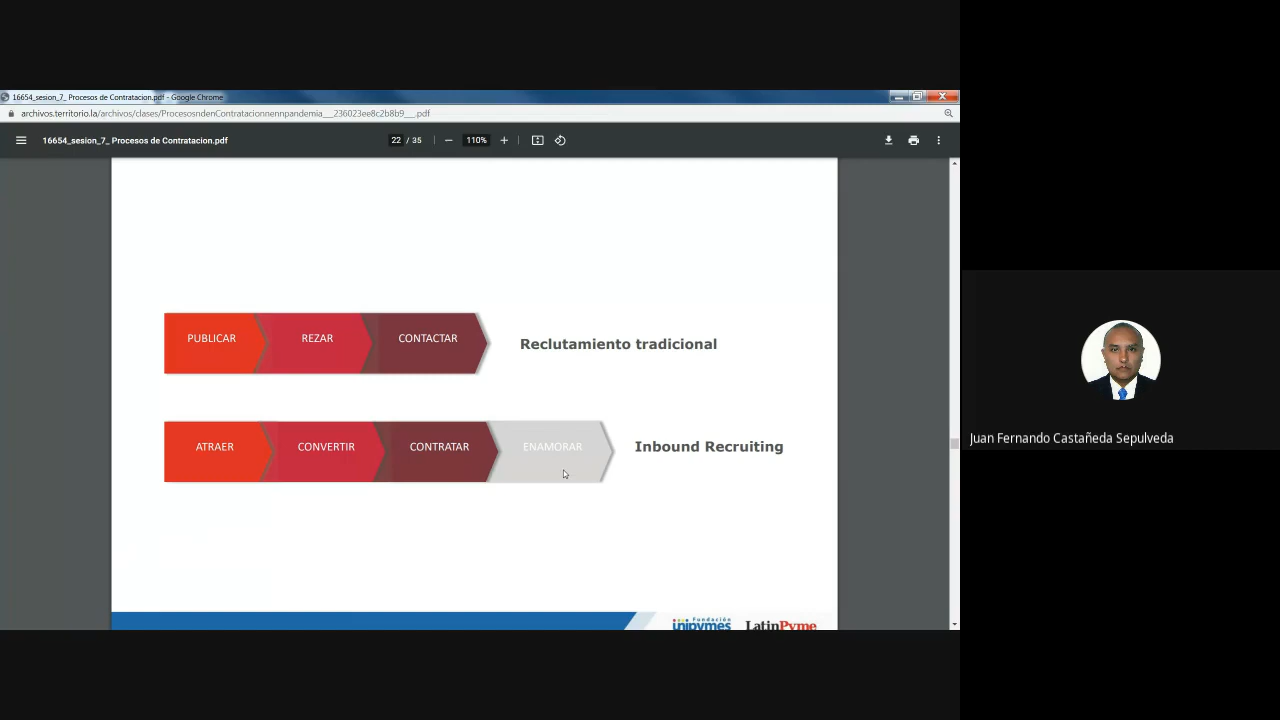 16654_sesion_7_ Procesos de Contratacion.pdf - Google Chrome
archivos.territorio.la/archivos/clases/ProcesosndenContratacionnennpandemia___236023ee8c2b8b9__.pdf
16654_sesion_7_ Procesos de Contratacion.pdf
22 / 35
110%
PUBLICAR
REZAR
CONTACTAR
Reclutamiento tradicional
ATRAER
CONVERTIR
CONTRATAR
ENAMORAR
Inbound Recruiting
Fundación
unipymes
LatinPyme
Juan Fernando Castañeda Sepulveda